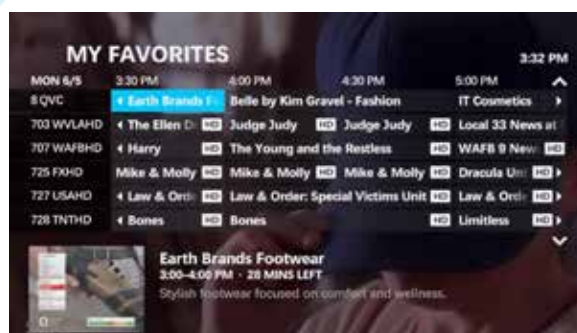 MY FAVORITES
3:32 PM
MON 6/5 3:30 PM 4:00 PM 4:30 PM 5:00 PM
8 QVC Earth Brands F Belle by Kim Gravel - Fashion IT Cosmetics
703 WVLAHD The Ellen D HD Judge Judy HD Judge Judy HD Local 33 News at
707 WAFBHD Harry HD The Young and the Restless HD WAFB 9 New HD
725 FXHD Mike & Molly HD Mike & Molly HD Mike & Molly HD Dracula Un HD
727 USAHD Law & Ord HD Law & Order: Special Victims Unit HD Law & Ord HD
728 TNTHD Bones HD Bones HD Limitless HD
Earth Brands Footwear
3:00-4:00 PM · 28 MINS LEFT
Stylish footwear focused on comfort and wellness.